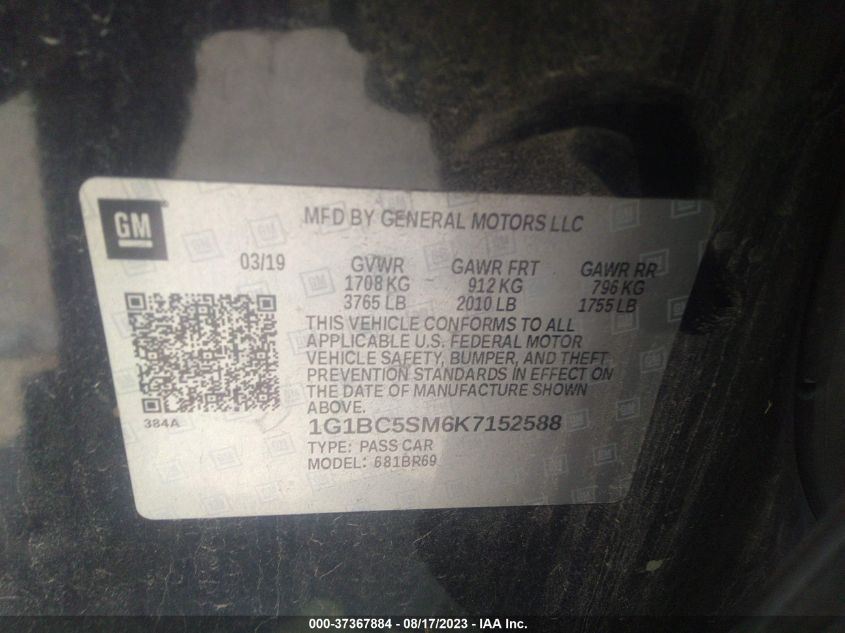 GM
MFD BY GENERAL MOTORS LLC
03/19
GVWR GAWR FRT GAWR RR
1708 KG 912 KG 796 KG
3765 LB 2010 LB 1755 LB
THIS VEHICLE CONFORMS TO ALL
APPLICABLE U.S. FEDERAL MOTOR
VEHICLE SAFETY, BUMPER, AND THEFT
PREVENTION STANDARDS IN EFFECT ON
THE DATE OF MANUFACTURE SHOWN
ABOVE.
384A
1G1BC5SM6K7152588
TYPE: PASS CAR
MODEL: 681BR69
000-37367884 - 08/17/2023 - IAA Inc.